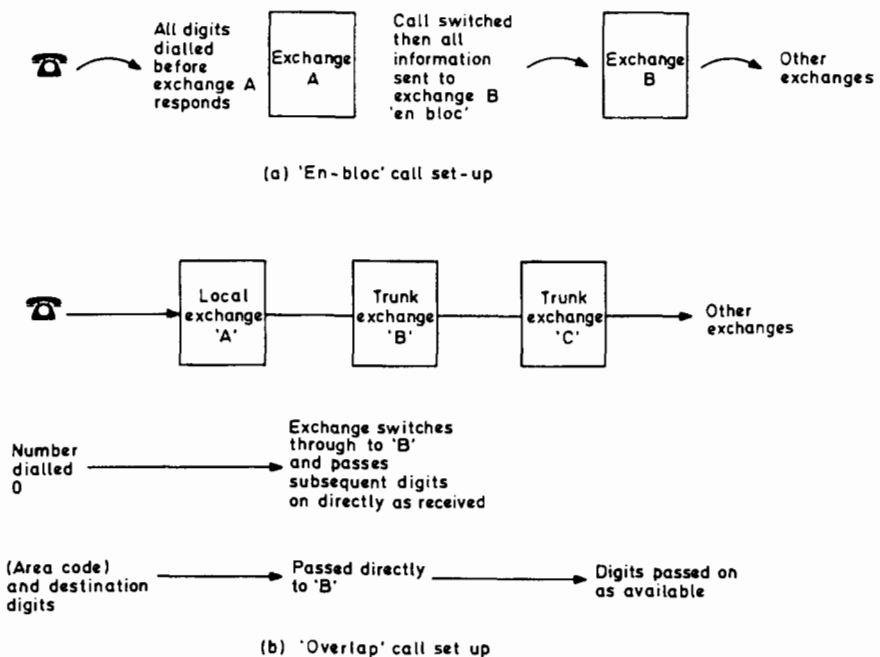 All digits
dialled
before
exchange A
responds
Exchange
A
Call switched
then all
information
sent to
exchange B
'en bloc'
Exchange
B
Other
exchanges
(a) 'En-bloc' call set-up
Local
exchange
'A'
Trunk
exchange
'B'
Trunk
exchange
'C'
Other
exchanges
Number
dialled
0
Exchange switches
through to 'B'
and passes
subsequent digits
on directly as received
(Area code)
and destination
digits
Passed directly
to 'B'
Digits passed on
as available
(b) 'Overlap' call set up